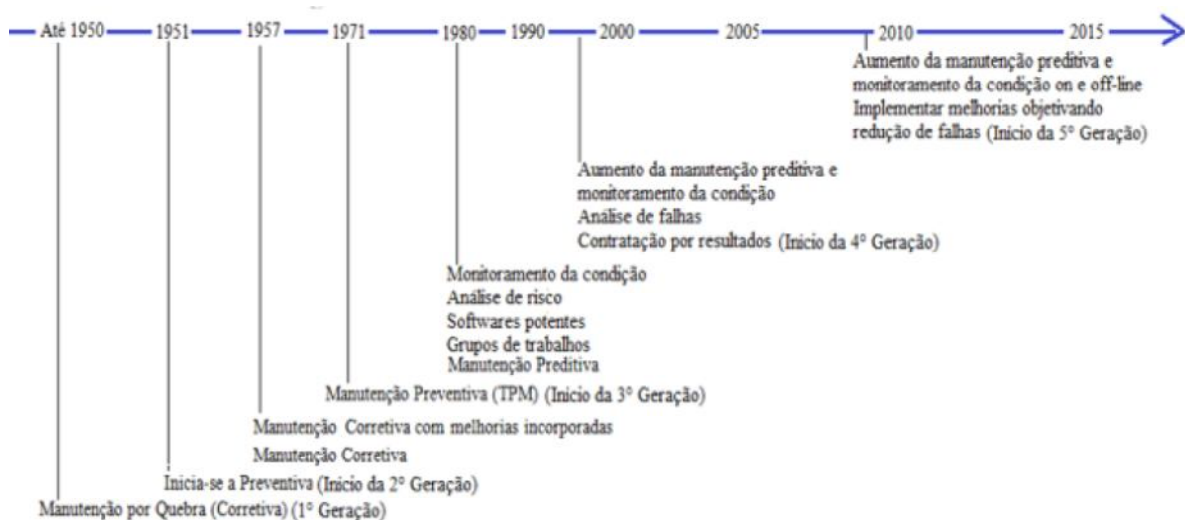 Até 1950 1951 1957 1971 1980 1990 2000 2005 2010 2015
Aumento da manutenção preditiva e
monitoramento da condição on e off-line
Implementar melhorias objetivando
redução de falhas (Inicio da 5° Geração)
Aumento da manutenção preditiva e
monitoramento da condição
Análise de falhas
Contratação por resultados (Inicio da 4° Geração)
Monitoramento da condição
Análise de risco
Softwares potentes
Grupos de trabalhos
Manutenção Preditiva
Manutenção Preventiva (TPM) (Inicio da 3° Geração)
Manutenção Corretiva com melhorias incorporadas
Manutenção Corretiva
Inicia-se a Preventiva (Inicio da 2° Geração)
Manutenção por Quebra (Corretiva) (1° Geração)